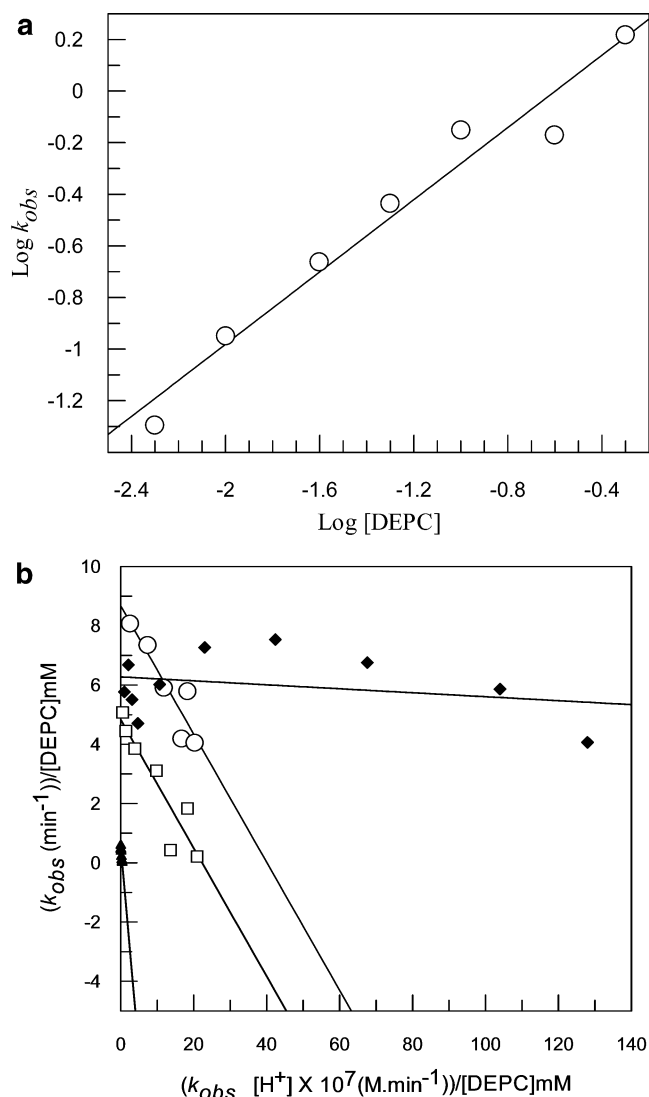 a
0.2
0
-0.2
-0.4
-0.6
-0.8
-1
-1.2
Log k_obs
-2.4 -2 -1.6 -1.2 -0.8 -0.4
Log [DEPC]
b
10
8
6
4
2
0
-2
-4
(k_obs (min⁻¹))/[DEPC]mM
0 20 40 60 80 100 120 140
(k_obs [H⁺] X 10⁷(M.min⁻¹))/[DEPC]mM